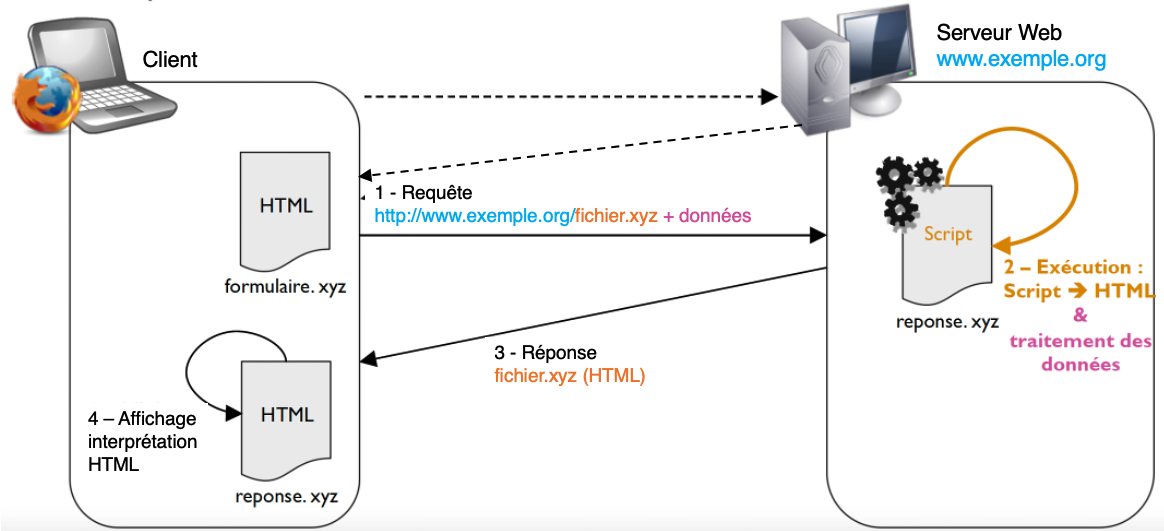 Client
Serveur Web
www.exemple.org
HTML
formulaire. xyz
1 - Requête
http://www.exemple.org/fichier.xyz + données
Script
reponse. xyz
2 – Exécution :
Script ➔ HTML
&
traitement des
données
3 - Réponse
fichier.xyz (HTML)
4 – Affichage
interprétation
HTML
HTML
reponse. xyz